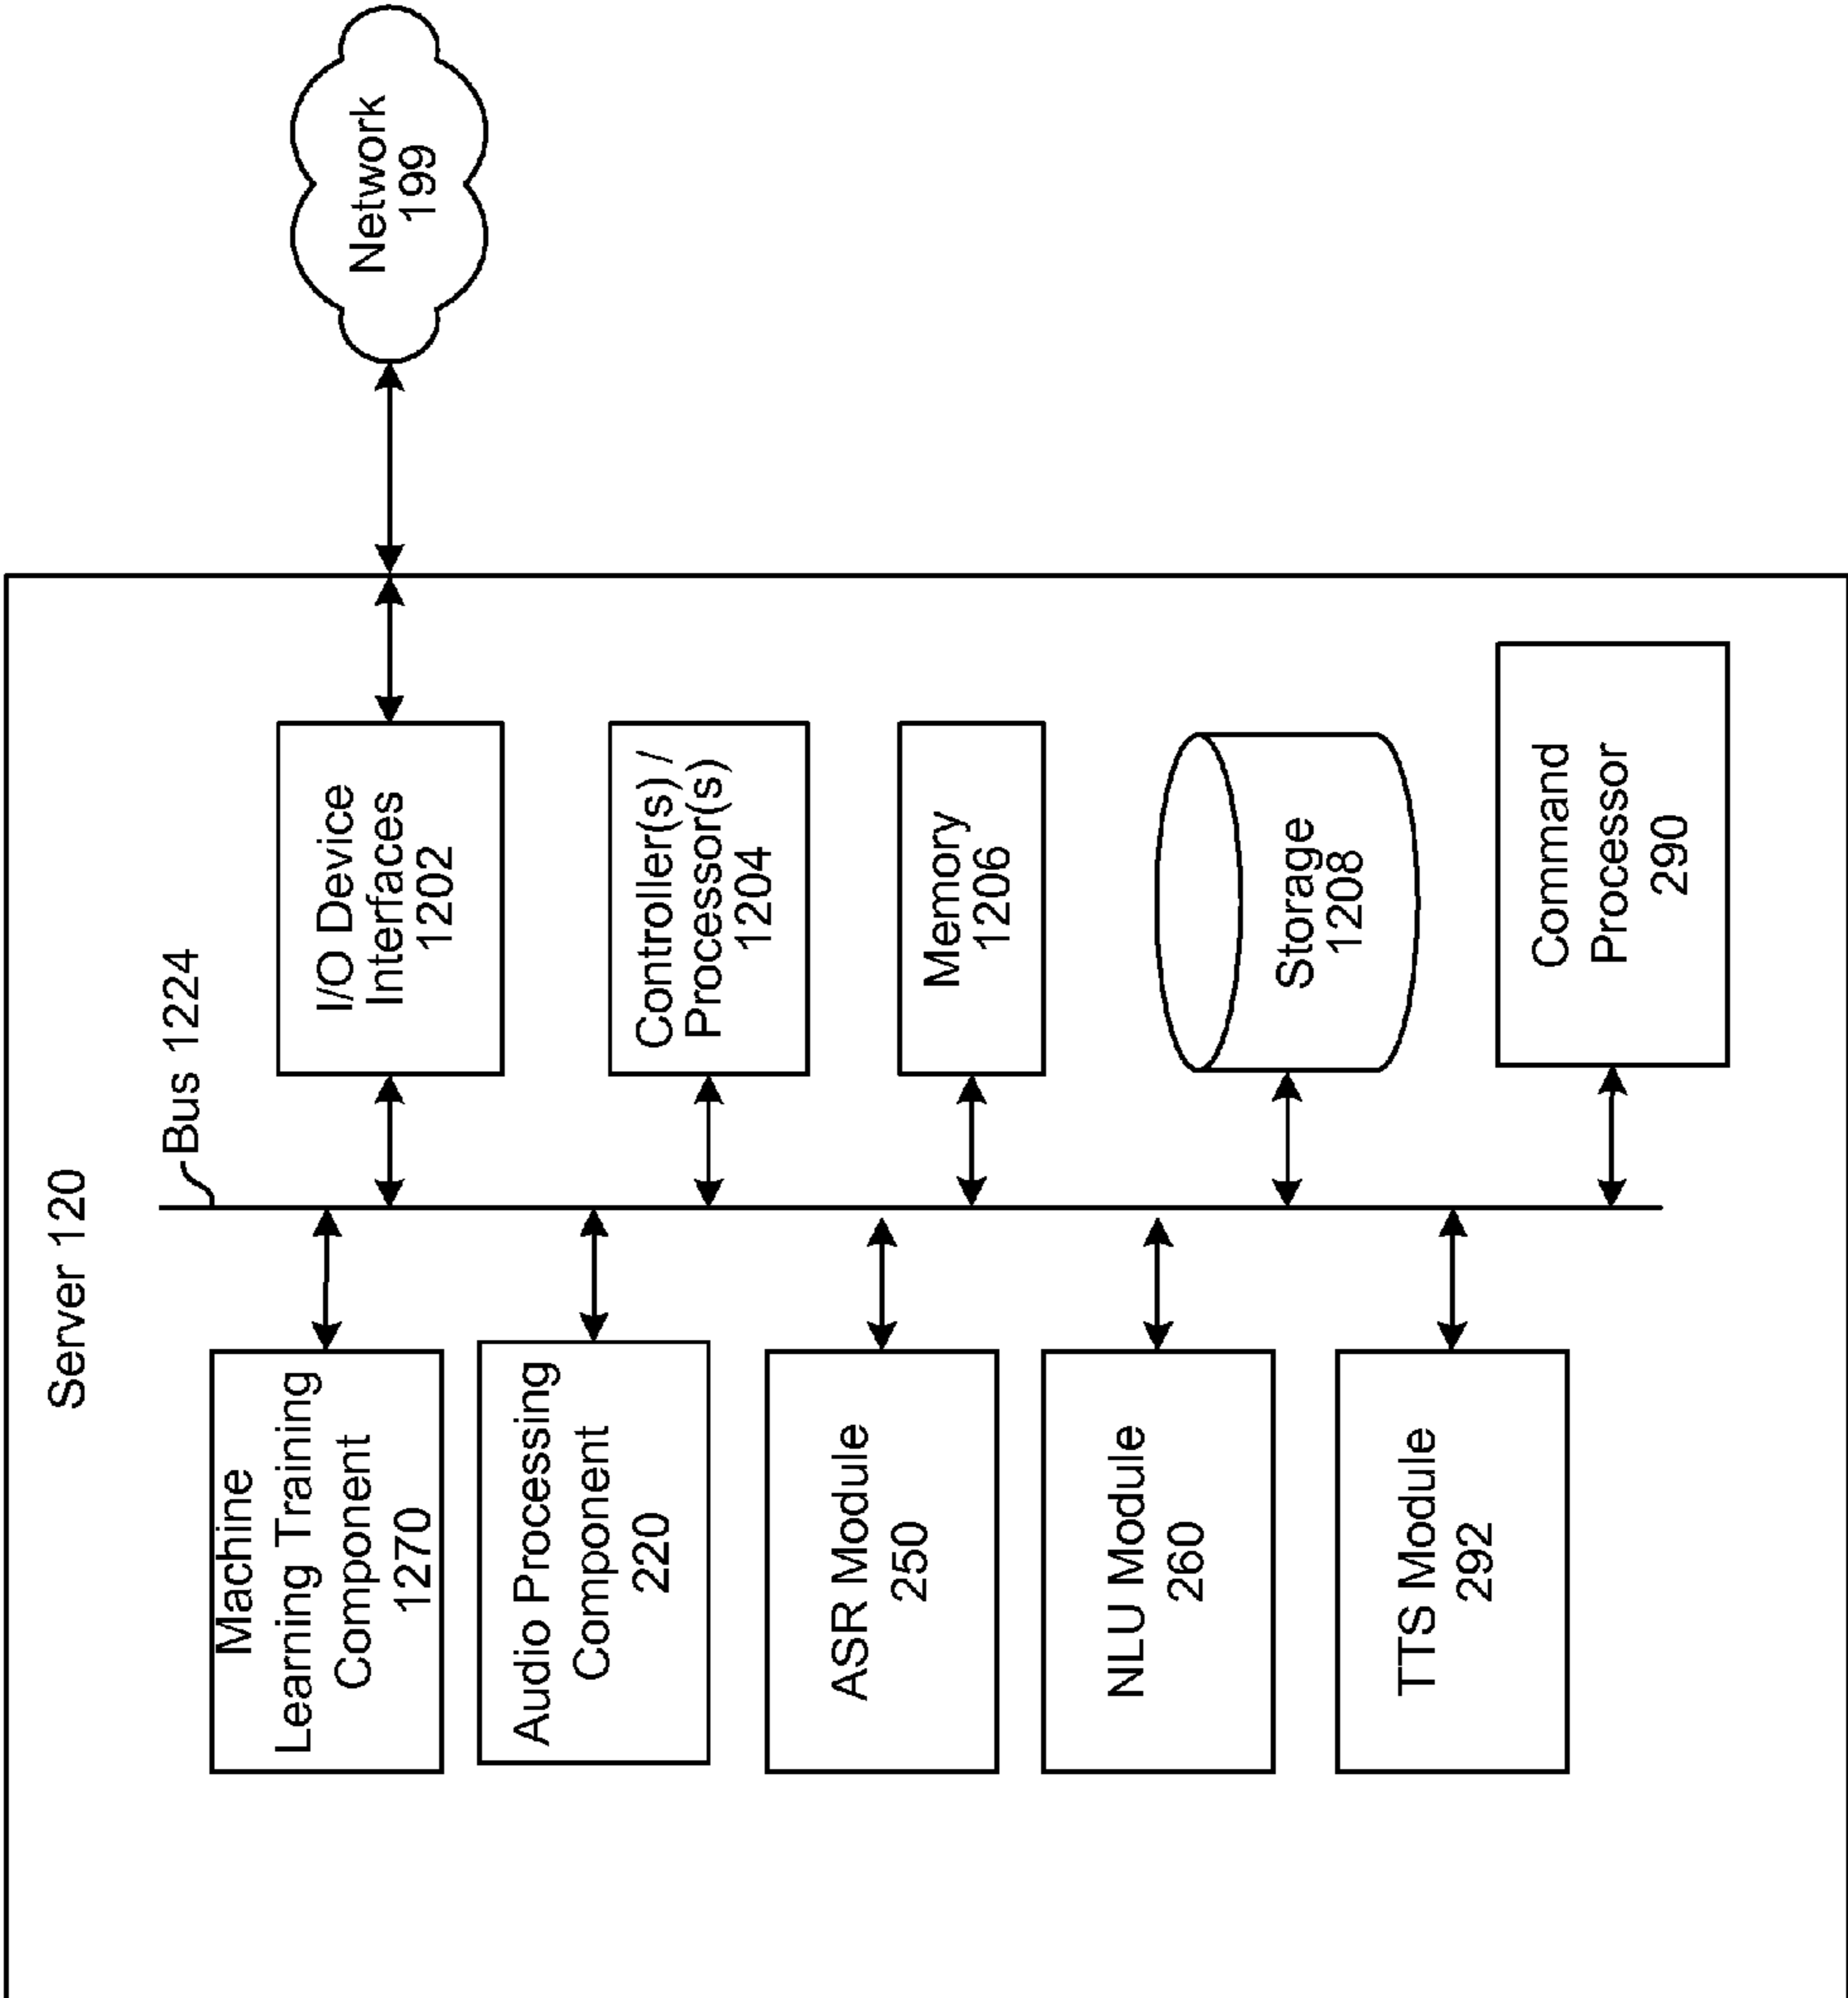 Server 120
Bus 1224
Machine
Learning Training
Component
1270
Audio Processing
Component
220
ASR Module
250
NLU Module
260
TTS Module
292
I/O Device
Interfaces
1202
Controller(s) /
Processor(s)
1204
Memory
1206
Storage
1208
Command
Processor
290
Network
199